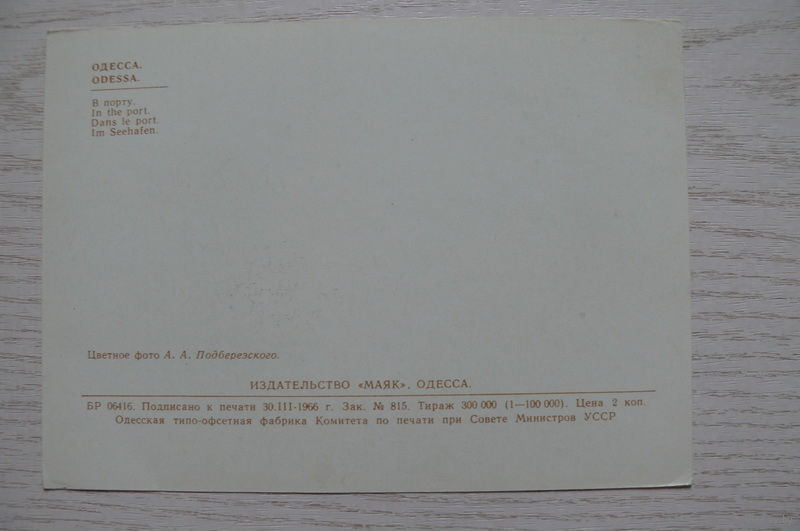 ОДЕССА.
ODESSA.
В порту.
In the port.
Dans le port.
Im Seehafen.
Цветное фото А. А. Подберезского.
ИЗДАТЕЛЬСТВО «МАЯК», ОДЕССА.
БР 06416. Подписано к печати 30.III-1966 г. Зак. № 815. Тираж 300 000 (1—100 000). Цена 2 коп.
Одесская типо-офсетная фабрика Комитета по печати при Совете Министров УССР